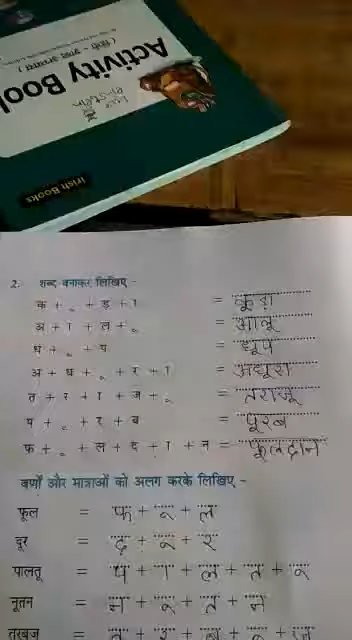 Activity Book
( हिंदी
Irish Books
2. शब्द बनाकर लिखिए -
क + ू + ड़ + ा = कूड़ा
अ + ा + ल + ू = आलू
ध + ू + प = धूप
अ + ध + ू + र + ा = अधूरा
त + र + ा + ज + ू = तराजू
प + ू + र + ब = पूरब
फ + ू + ल + द + ा + न = फूलदान
वर्णों और मात्राओं को अलग करके लिखिए -
फूल = फ + ू + ल
दूर = द + ू + र
पालतू = प + ा + ल + त + ू
नूतन = न + ू + त + न
तरबूज = त + र + ब + ू + ज